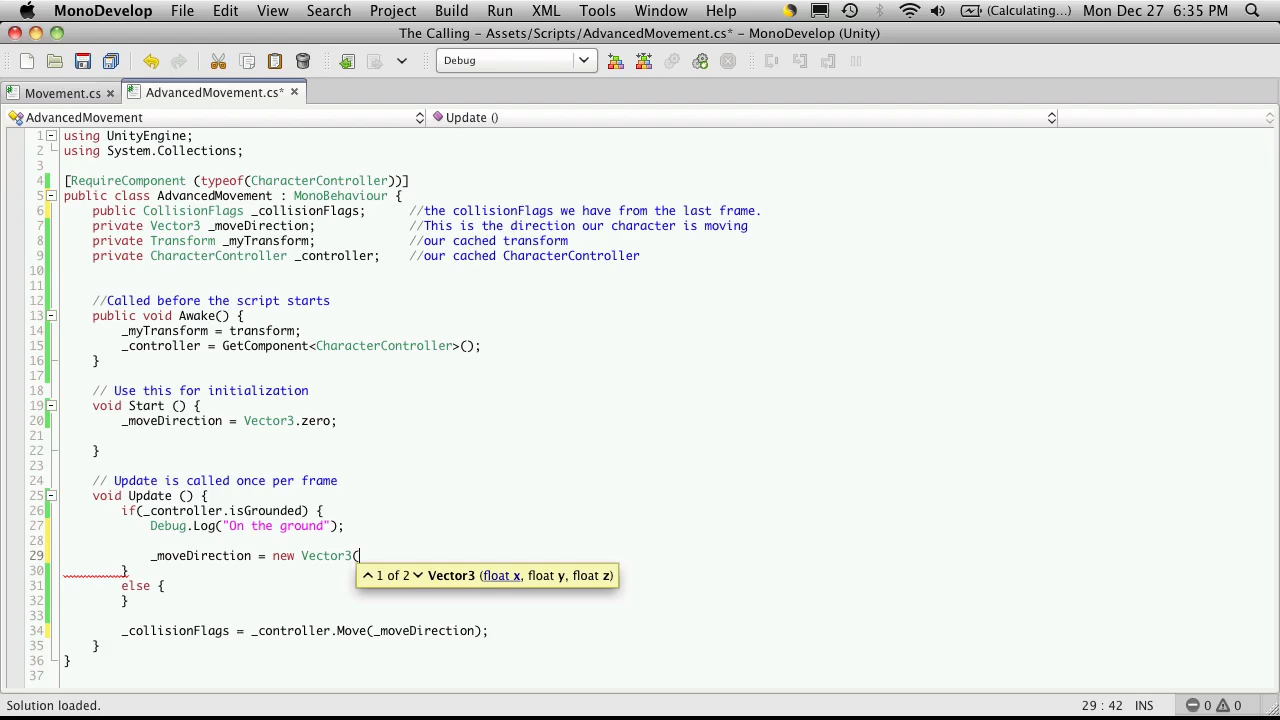 MonoDevelop File Edit View Search Project Build Run XML Tools Window Help (Calculating...) Mon Dec 27 6:35 PM
The Calling - Assets/Scripts/AdvancedMovement.cs* - MonoDevelop (Unity)
Debug
Movement.cs × AdvancedMovement.cs* ×
AdvancedMovement Update ()
1 using UnityEngine;
2 using System.Collections;
3
4 [RequireComponent (typeof(CharacterController))]
5 public class AdvancedMovement : MonoBehaviour {
6 public CollisionFlags _collisionFlags; //the collisionFlags we have from the last frame.
7 private Vector3 _moveDirection; //This is the direction our character is moving
8 private Transform _myTransform; //our cached transform
9 private CharacterController _controller; //our cached CharacterController
10
11
12 //Called before the script starts
13 public void Awake() {
14 _myTransform = transform;
15 _controller = GetComponent<CharacterController>();
16 }
17
18 // Use this for initialization
19 void Start () {
20 _moveDirection = Vector3.zero;
21
22 }
23
24 // Update is called once per frame
25 void Update () {
26 if(_controller.isGrounded) {
27 Debug.Log("On the ground");
28
29 _moveDirection = new Vector3(
1 of 2 Vector3 (float x, float y, float z)
30 }
31 else {
32 }
33
34 _collisionFlags = _controller.Move(_moveDirection);
35 }
36 }
37
Solution loaded. 29 : 42 INS 0 0